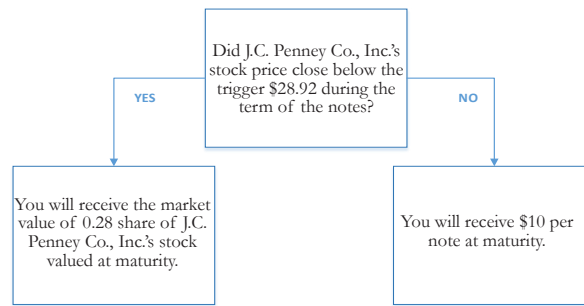 Did J.C. Penney Co., Inc.'s
stock price close below the
trigger $28.92 during the
term of the notes?
YES
NO
You will receive the market
value of 0.28 share of J.C.
Penney Co., Inc.'s stock
valued at maturity.
You will receive $10 per
note at maturity.